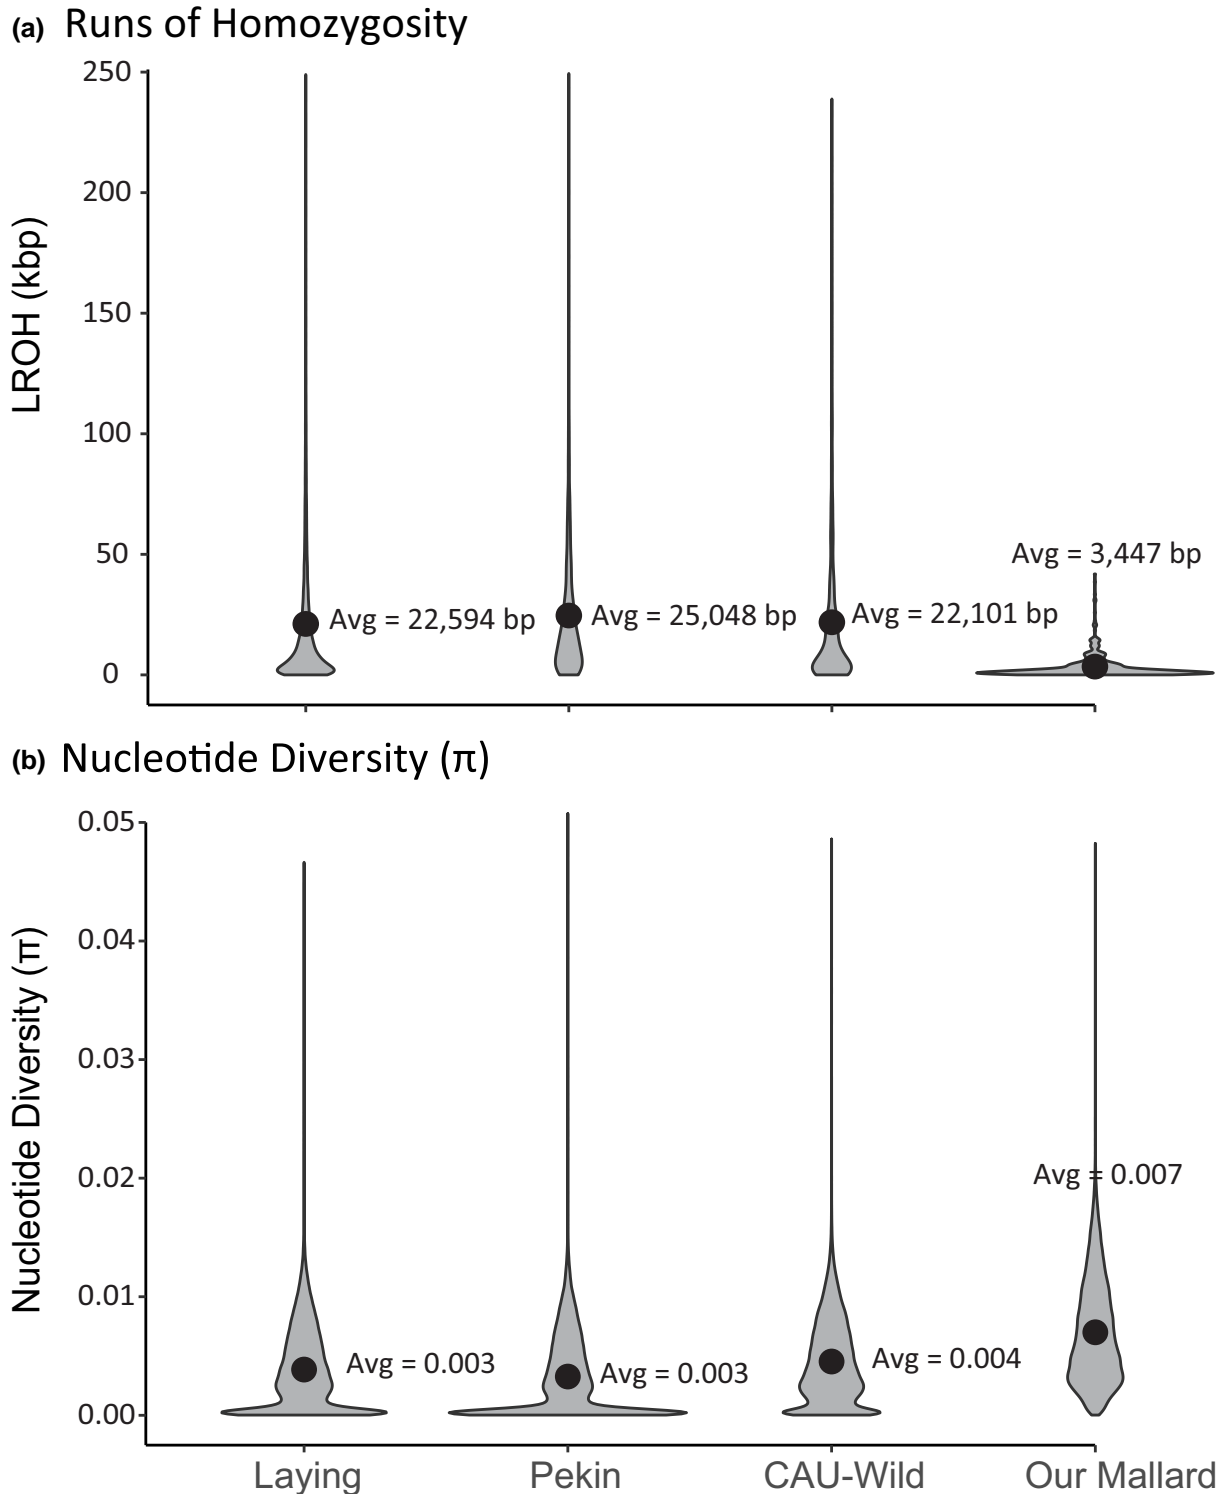 (a) Runs of Homozygosity
LROH (kbp)
250
200
150
100
50
0
Avg = 22,594 bp
Avg = 25,048 bp
Avg = 22,101 bp
Avg = 3,447 bp
(b) Nucleotide Diversity (π)
Nucleotide Diversity (π)
0.05
0.04
0.03
0.02
0.01
0.00
Avg = 0.003
Avg = 0.003
Avg = 0.004
Avg = 0.007
Laying
Pekin
CAU-Wild
Our Mallard